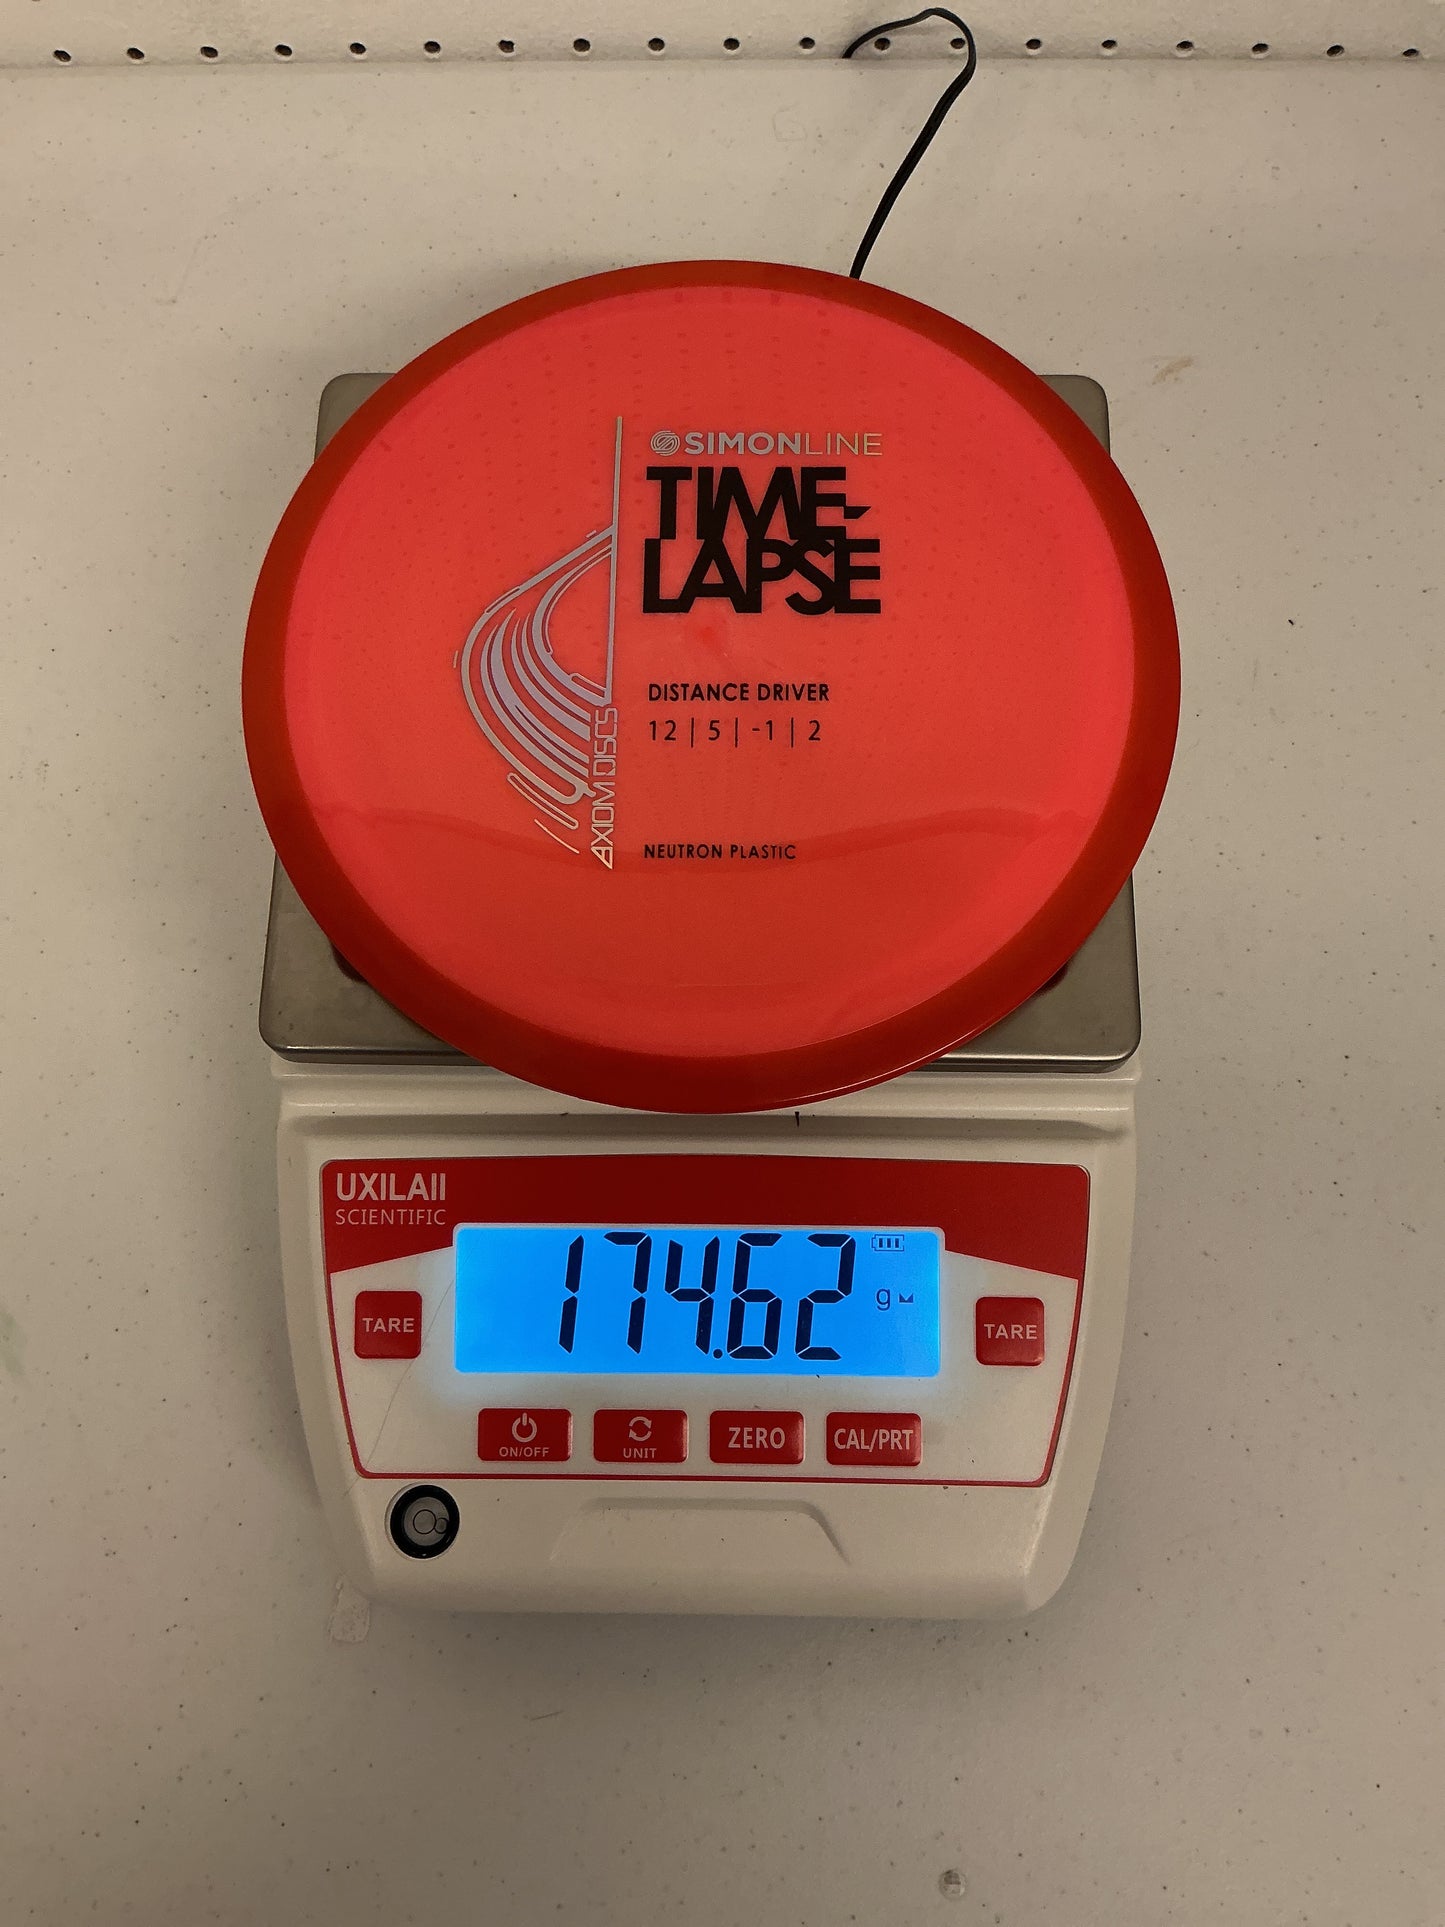 SIMONLINE
TIME-
LAPSE
DISTANCE DRIVER
12 | 5 | -1 | 2
AXIOM DISCS
NEUTRON PLASTIC
UXILAII
SCIENTIFIC
174.62
g
TARE
TARE
ON/OFF
UNIT
ZERO
CAL/PRT